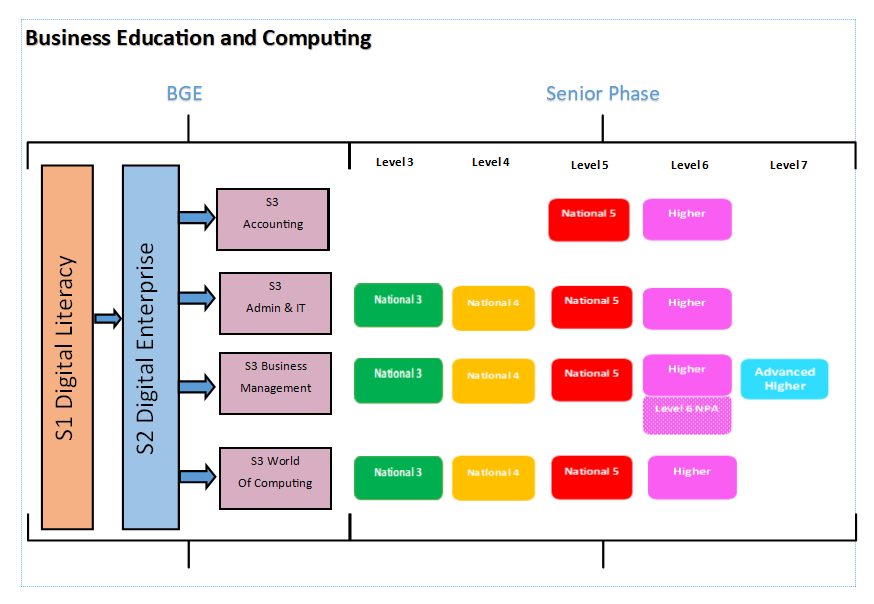 Business Education and Computing
BGE
Senior Phase
Level 3
Level 4
Level 5
Level 6
Level 7
S1 Digital Literacy
S2 Digital Enterprise
S3
Accounting
National 5
Higher
S3
Admin & IT
National 3
National 4
National 5
Higher
S3 Business
Management
National 3
National 4
National 5
Higher
Level 6 NPA
Advanced
Higher
S3 World
Of Computing
National 3
National 4
National 5
Higher